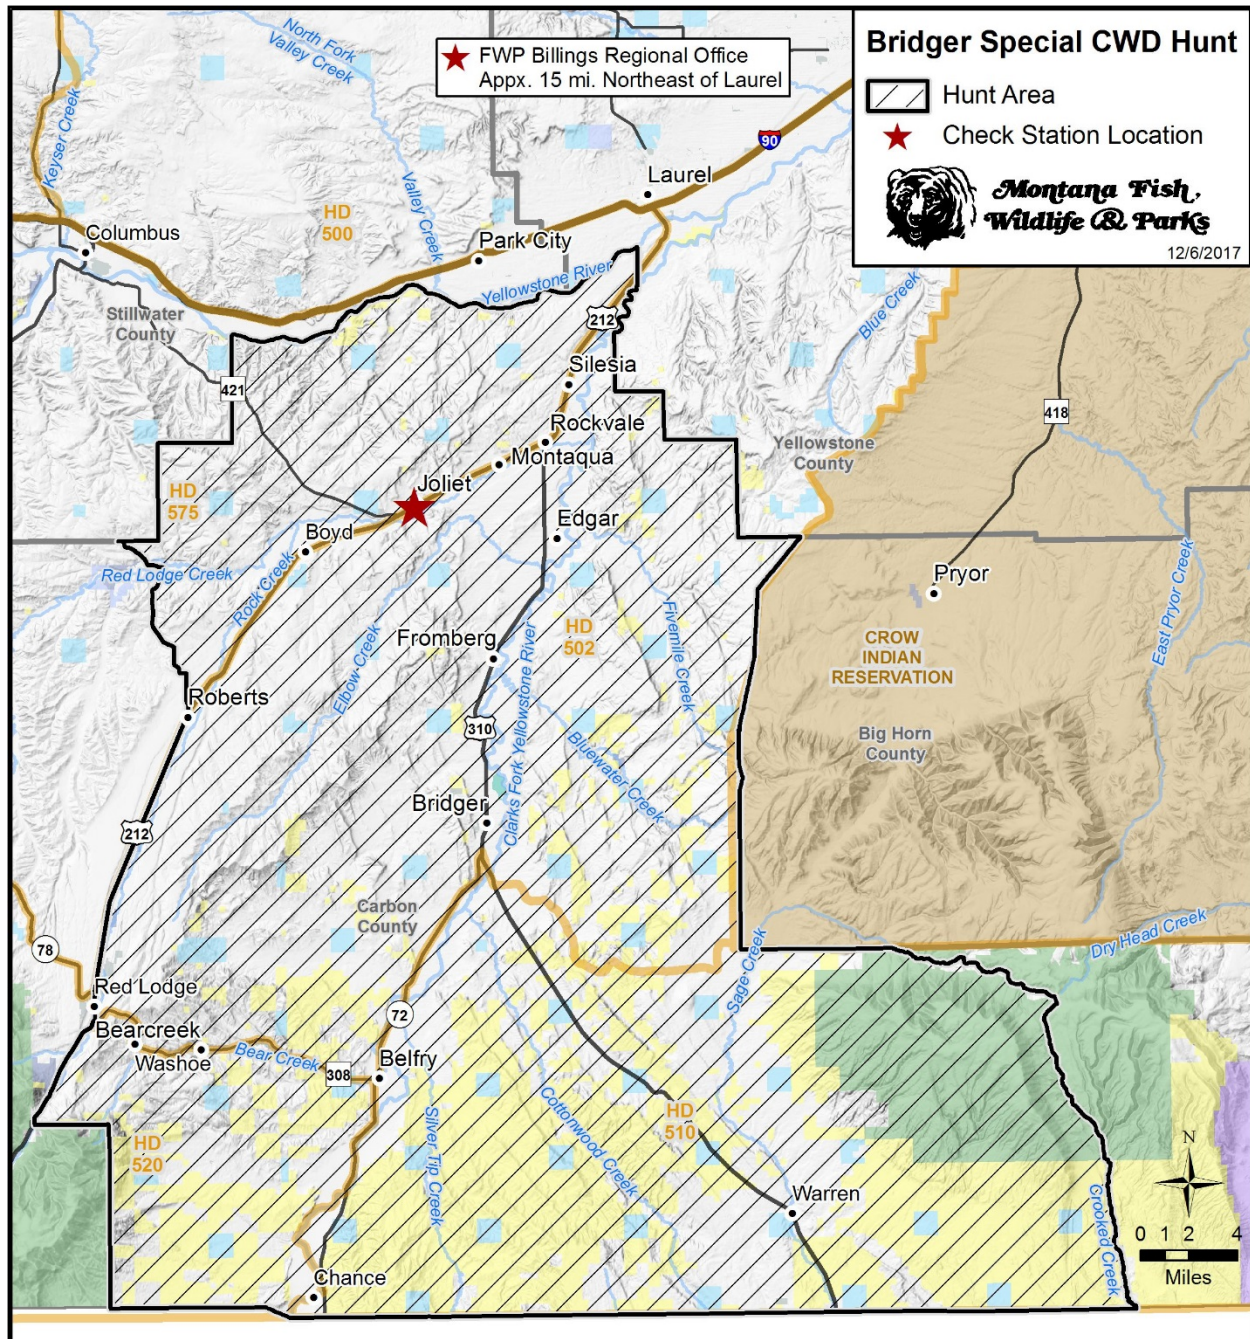 Bridger Special CWD Hunt
Hunt Area
Check Station Location
Montana Fish,
Wildlife & Parks
12/6/2017
FWP Billings Regional Office
Appx. 15 mi. Northeast of Laurel
North Fork
Valley Creek
Keyser Creek
90
Laurel
Valley Creek
HD
500
Columbus
Park City
Yellowstone River
Blue Creek
Stillwater
County
212
421
Silesia
418
Rockvale
Yellowstone
County
Montaqua
Joliet
HD
575
Edgar
Boyd
Red Lodge Creek
Rock Creek
Pryor
East Pryor Creek
Fivemile Creek
HD
502
Fromberg
Elbow Creek
CROW
INDIAN
RESERVATION
Roberts
Clarks Fork Yellowstone River
310
Bluewater Creek
Big Horn
County
Bridger
212
Carbon
County
78
Dry Head Creek
Sage Creek
Red Lodge
72
Bearcreek
Washoe
Bear Creek
308
Belfry
Silver Tip Creek
Cottonwood Creek
HD
510
HD
520
N
Warren
Crooked Creek
0 1 2 4
Miles
Chance